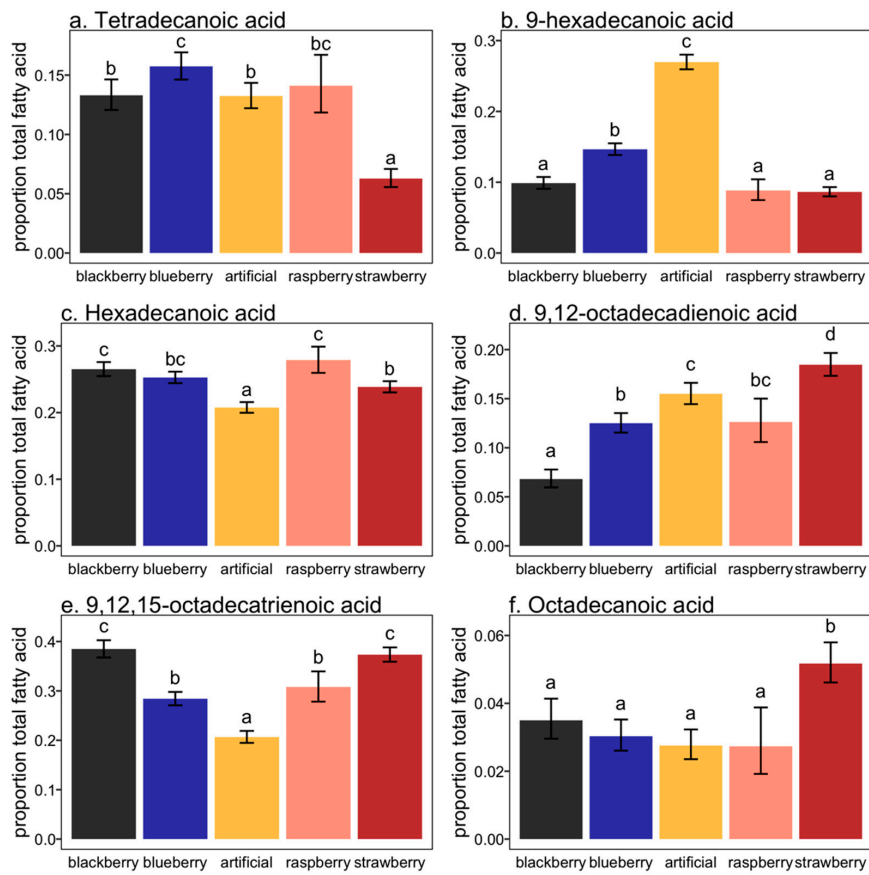 a. Tetradecanoic acid
proportion total fatty acid
0.15
0.10
0.05
0.00
b
c
b
bc
a
blackberry blueberry artificial raspberry strawberry
b. 9-hexadecanoic acid
proportion total fatty acid
0.3
0.2
0.1
0.0
a
b
c
a
a
blackberry blueberry artificial raspberry strawberry
c. Hexadecanoic acid
proportion total fatty acid
0.3
0.2
0.1
0.0
c
bc
a
c
b
blackberry blueberry artificial raspberry strawberry
d. 9,12-octadecadienoic acid
proportion total fatty acid
0.20
0.15
0.10
0.05
0.00
a
b
c
bc
d
blackberry blueberry artificial raspberry strawberry
e. 9,12,15-octadecatrienoic acid
proportion total fatty acid
0.4
0.3
0.2
0.1
0.0
c
b
a
b
c
blackberry blueberry artificial raspberry strawberry
f. Octadecanoic acid
proportion total fatty acid
0.06
0.04
0.02
0.00
a
a
a
a
b
blackberry blueberry artificial raspberry strawberry